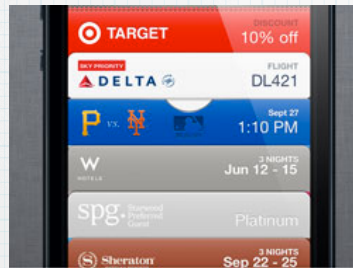 TARGET
DISCOUNT
10% off
SKY PRIORITY
DELTA
FLIGHT
DL421
P vs. NY
Sept 27
1:10 PM
W
HOTELS
3 NIGHTS
Jun 12 - 15
spg.
Starwood
Preferred
Guest
Platinum
Sheraton
3 NIGHTS
Sep 22 - 25